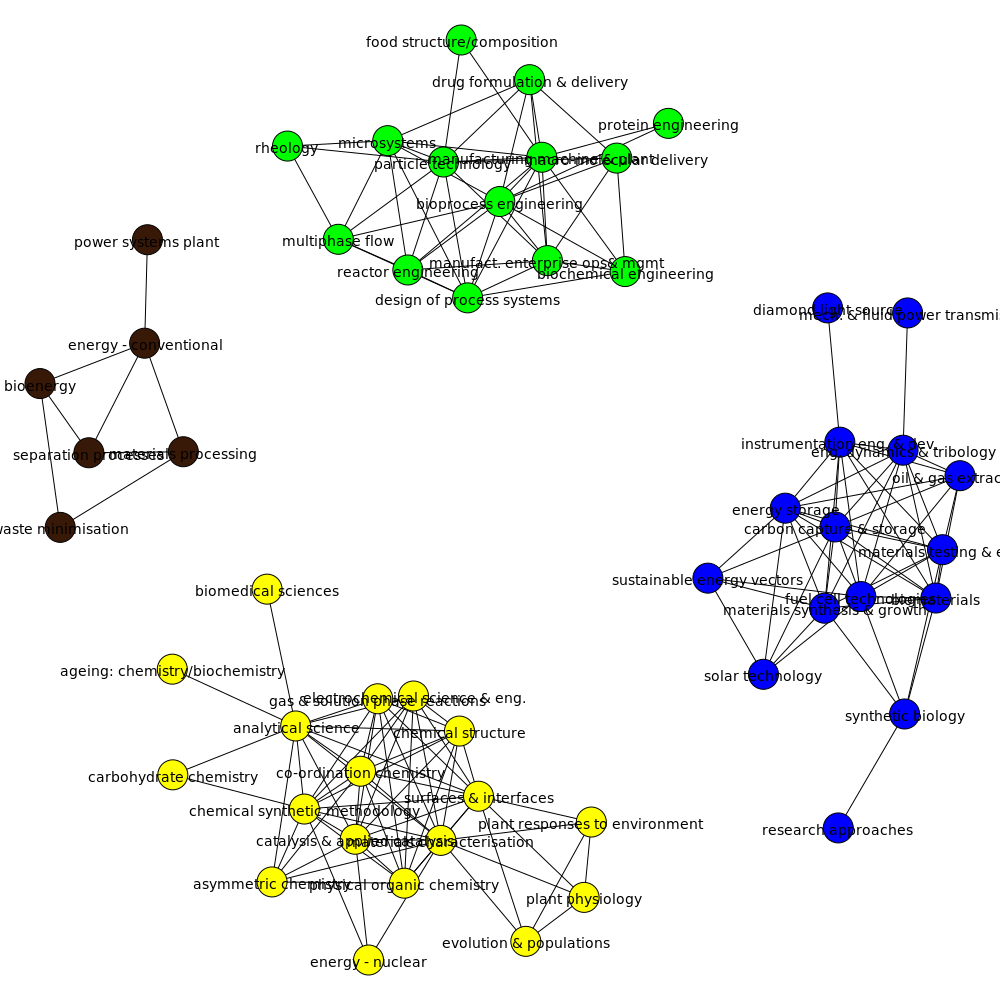 food structure/composition
drug formulation & delivery
protein engineering
rheology
microsystems
particle technology
manufacturing machine & plant
macro-molecular delivery
bioprocess engineering
multiphase flow
reactor engineering
manufact. enterprise ops& mgmt
biochemical engineering
design of process systems
power systems plant
energy - conventional
bioenergy
separation processes
materials processing
waste minimisation
diamond light source
mech. & fluid power transmis
instrumentation eng. & dev.
eng. dynamics & tribology
oil & gas extrac
energy storage
carbon capture & storage
materials testing & e
sustainable energy vectors
fuel cell technologies
biomaterials
materials synthesis & growth
solar technology
synthetic biology
research approaches
biomedical sciences
ageing: chemistry/biochemistry
electrochemical science & eng.
gas & solution phase reactions
analytical science
chemical structure
co-ordination chemistry
carbohydrate chemistry
surfaces & interfaces
chemical synthetic methodology
plant responses to environment
catalysis & applied catalysis
materials characterisation
asymmetric chemistry
physical organic chemistry
plant physiology
evolution & populations
energy - nuclear